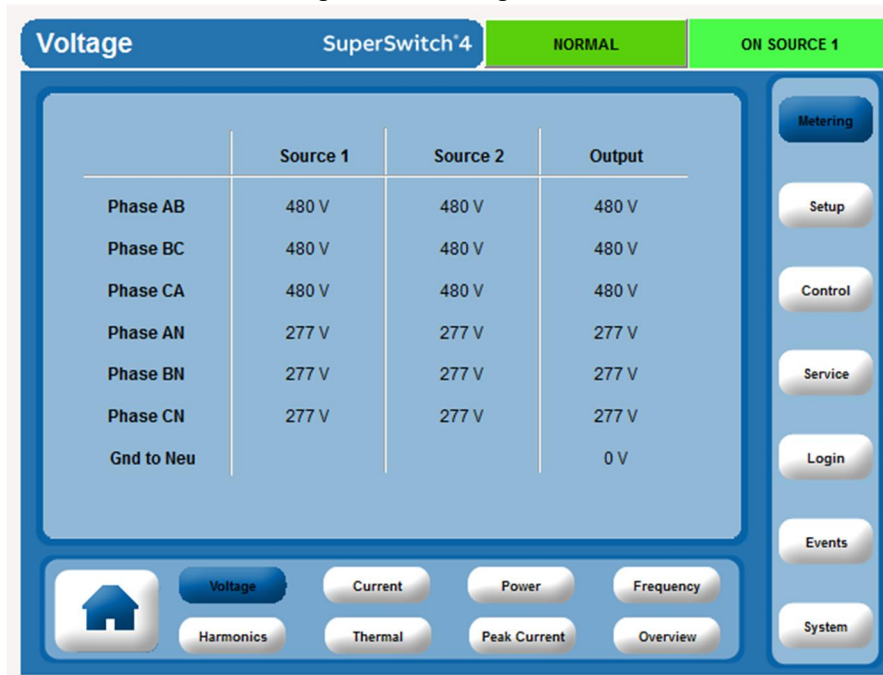 Voltage SuperSwitch®4 NORMAL ON SOURCE 1
Source 1 Source 2 Output
Phase AB 480 V 480 V 480 V
Phase BC 480 V 480 V 480 V
Phase CA 480 V 480 V 480 V
Phase AN 277 V 277 V 277 V
Phase BN 277 V 277 V 277 V
Phase CN 277 V 277 V 277 V
Gnd to Neu 0 V
Metering
Setup
Control
Service
Login
Events
System
Voltage Current Power Frequency
Harmonics Thermal Peak Current Overview